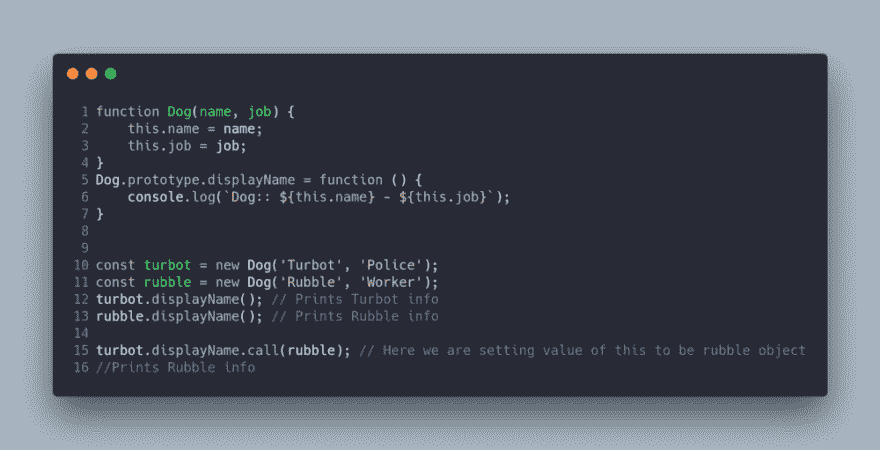 1 function Dog(name, job) {
2     this.name = name;
3     this.job = job;
4 }
5 Dog.prototype.displayName = function () {
6     console.log(`Dog:: ${this.name} - ${this.job}`);
7 }
8
9
10 const turbot = new Dog('Turbot', 'Police');
11 const rubble = new Dog('Rubble', 'Worker');
12 turbot.displayName(); // Prints Turbot info
13 rubble.displayName(); // Prints Rubble info
14
15 turbot.displayName.call(rubble); // Here we are setting value of this to be rubble object
16 //Prints Rubble info